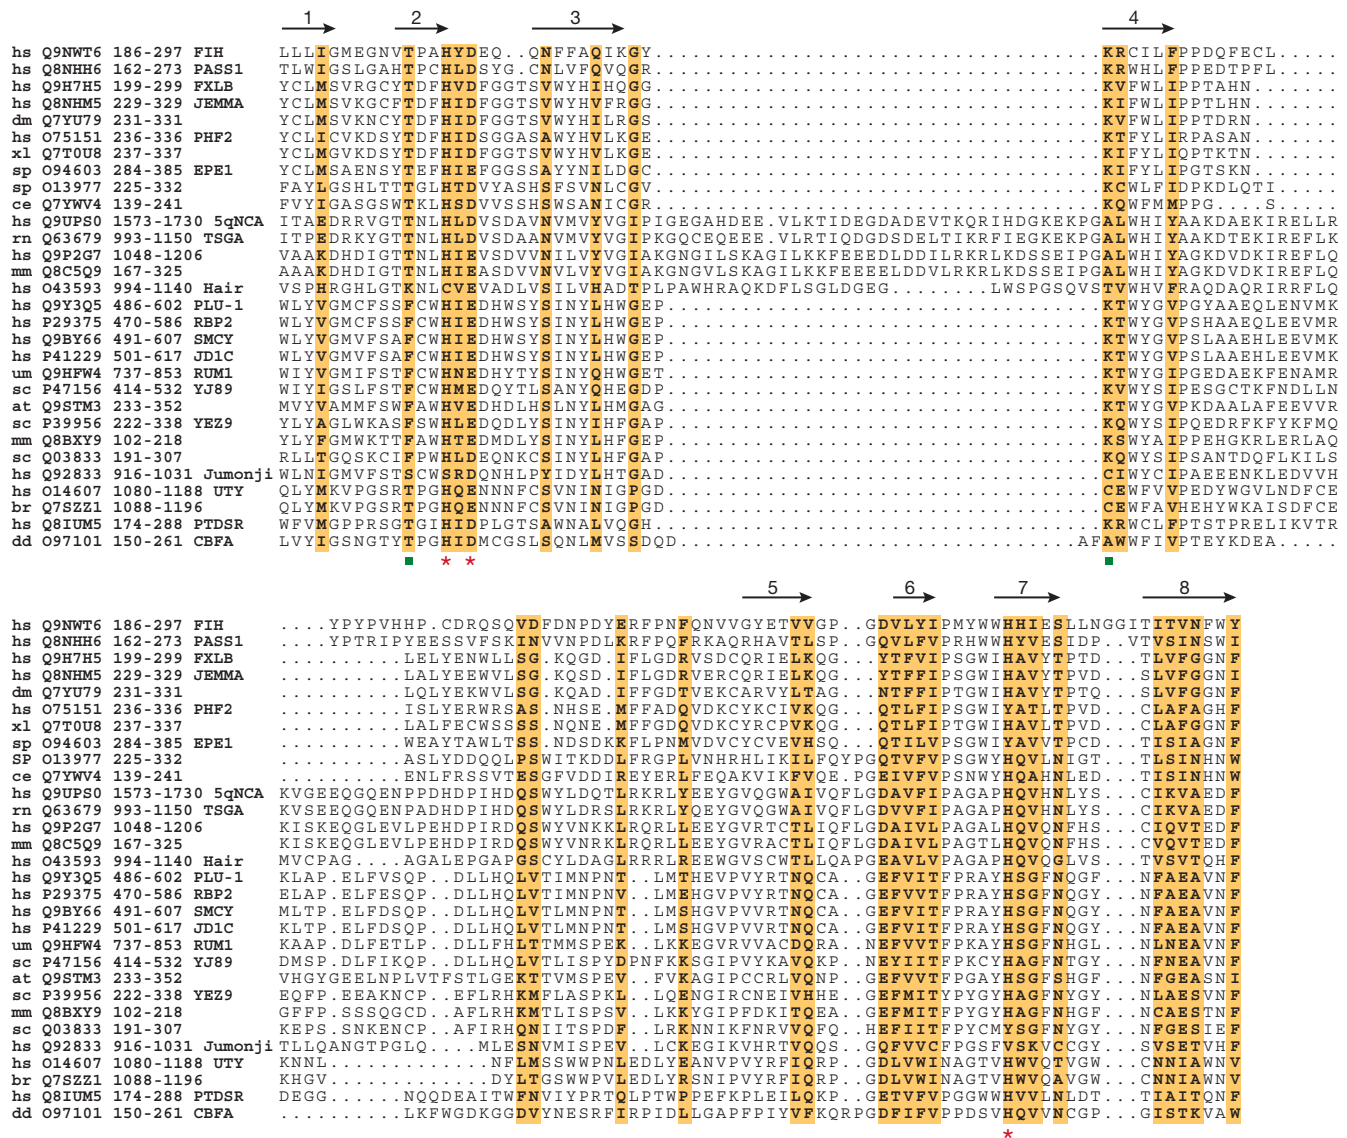 1 2 3 4
hs Q9NWT6 186-297 FIH LLLIGMEGNVTPAHYDEQ..QNFFAQIKGY....................................KRCILFPPDQFECL.....
hs Q8NHH6 162-273 PASS1 TLWIGSLGAHTPCHLDSYG.CNLVFQVQGR....................................KRWHLFPPEDTPFL.....
hs Q9H7H5 199-299 FXLB YCLMSVRGCYTDFHVDFGGTSVWYHIHQGG....................................KVFWLIPPTAHN.......
hs Q8NHM5 229-329 JEMMA YCLMSVKGCYTDFHIDFGGTSVWYHVFRGG....................................KIFWLIPPTLHN.......
dm Q7YU79 231-331 YCLMSVKNCYTDFHIDFGGTSVWYHILRGS....................................KVFWLIPPTDRN.......
hs O75151 236-336 PHF2 YCLICVKDSYTDFHIDSGGASAWYHVLKGE....................................KTFYLIRPASAN.......
xl Q7T0U8 237-337 YCLMGVKDSYTDFHIDFGGTSVWYHVLKGE....................................KIFYLIQPTKTN.......
sp O94603 284-385 EPE1 YCLMSAENSYTEFHIEFGGSSAYYNILDGC....................................KIFYLIPGTSKN.......
sp O13977 225-332 FAYLGSHLTTTGLHTDVYASHSFSVNLCGV....................................KCWLFIDPKDLQTI.....
ce Q7YWV4 139-241 FVVYIGASGSWTKLHSDVVSSHSWSANICGR....................................KQWFMMPPG...S.....
hs Q9UPS0 1573-1730 5qNCA ITAEDRRVGTTNLHLDVSDAVNVMVYVGIPIGEGAHDEE.VLKTIDEGDADEVTKQRIHDGKEKPGALWHIYAAKDAEKIRELLR
rn Q63679 993-1150 TSGA ITPEDRKYGTTNLHLDVSDAANVMVYVGIPKGQCEQEEE.VLRTIQDGDSDELTIKRFIEGKEKPGALWHIYAAKDTEKIREFLK
hs Q9P2G7 1048-1206 VAAKDHDIGTTNLHIEVSDVVNILVYVGIAKGNGILSKAGILKKFEEEDLDDILRKRLKDSSEIPGALWHIYAGKDVDKIREFLQ
mm Q8C5Q9 167-325 AAAKDHDIGTTNLHIEASDVVNVLVYVGIAKGNGVLSKAGILKKFEEEELDDVLRKRLKDSSEIPGALWHIYAGKDVDKIREFLQ
hs O43593 994-1140 Hair VSPHRGHLGTKNLCVEVADLVSILVHADTPLPAWHRAQKDFLSGLDGEG........LWSPGSQVSTVWHVFRAQDAQRIRRFLQ
hs Q9Y3Q5 486-602 PLU-1 WLYVGMCFSSFCWHIEDHWSYSINYLHWGEP...................................KTWYGVPGYAAEQLENVMK
hs P29375 470-586 RBP2 WLYVGMCFSSFCWHIEDHWSYSINYLHWGEP...................................KTWYGVPSHAAEQLEEVMR
hs Q9BY66 491-607 SMCY WLYVGMVFSAFCWHIEDHWSYSINYLHWGEP...................................KTWYGVPSLAAEHLEEVMK
hs P41229 501-617 JD1C WLYVGMVFSAFCWHIEDHWSYSINYLHWGEP...................................KTWYGVPSLAAEHLEEVMK
um Q9HFW4 737-853 RUM1 WIYVGMIFSTFCWHNEDHYTYSINYQHWGET...................................KTWYGIPGEDAEKFENAMR
sc P47156 414-532 YJ89 WIYIGSLFSTFCWHMEDQYTLSANYQHEGDP...................................KVWYSIPESGCTKFNDLLN
at Q9STM3 233-352 MVYVAMMFSWFAWHVEDHDLHSLNYLHMGAG...................................KTWYGVPKDAALAFEEVVR
sc P39956 222-338 YEZ9 YLYAGLWKASFSWHLEDQDLYSINYIHFGAP...................................KQWYSIPQEDRFKFYKFMQ
mm Q8BXY9 102-218 YLYFGMWKTTFAWHTEDMDLYSINYLHFGEP...................................KSWYAIPPEHGKRLERLAQ
sc Q03833 191-307 RLLTGQSKCIFPWHLDEQNKCSINYLHFGAP...................................KQWYSIPSANTDQFLKILS
hs Q92833 916-1031 Jumonji WLNIGMVFSTSCWSRDQNHLPYIDYLHTGAD...................................CIWYCIPAEEENKLEDVVH
hs O14607 1080-1188 UTY QLYMKVPGSRTPGHQENNNFCSVNINIGPGD...................................CEWFVVPEDYWGVLNDFCE
br Q7SZZ1 1088-1196 QLYMKVPGSRTPGHQENNNFCSVNINIGPGD...................................CEWFAVHEHYWKAISDFCE
hs Q8IUM5 174-288 PTDSR WFVMGPPRSGTGIHIDPLGTSAWNALVQGH....................................KRWCLFPTSTPRELIKVTR
dd O97101 150-261 CBFA LVYIGSNGTYTPGHIDMCGSLSQNLMVSSDQD................................AFAWWFIVPTEYKDEA.....
* *
5 6 7 8
hs Q9NWT6 186-297 FIH ....YPYPVHHPC.DRQSQVDFDNPDYERFPNFQNVVGYETVVGP..GDVLYIPMYWWHHIESLLNGGITITVNFWY
hs Q8NHH6 162-273 PASS1 ....YPTRIPYEESSVFSKINVVNPDLKRFPQFRKAQRHAVTLSP..GQVLFVPRHWWHYVESIDP..VTVSINSWI
hs Q9H7H5 199-299 FXLB ..........LELYENWLLSG.KQGD.IFLGDRVSDCQRIELKQG..YTFVIPSGWIHAVYTPTD...TLVFGGNF
hs Q8NHM5 229-329 JEMMA ..........LALYEEWVLSG.KQSD.IFLGDRVERCQRIELKQG..YTFFIPSGWIHAVYTPVD...SLVFGGNI
dm Q7YU79 231-331 ..........LQLYEKWVLSG.KQAD.IFFGDTVEKCARVYLTAG..NTFFIPTGWIHAVYTPTQ...SLVFGGNF
hs O75151 236-336 PHF2 ..........ISLYERWRSAS.NHSE.MFFADQVDKCYKCIVKQG..QTLFIPSGWIYATLTPVD...CLAFAGHF
xl Q7T0U8 237-337 ..........LALFECWSSSS.NQNE.MFFGDQVDKCYRCPVKQG..QTLFIPTGWIHAVLTPVD...CLAFGGNF
sp O94603 284-385 EPE1 ..........WEAYTAWLTSS.NDSDKKFLPNMVDVCYCVEVHSQ..QTILVPSGWIYAVVTPCD...TISIAGNF
SP O13977 225-332 ..........ASLYDDQQLPSWITKDDLFRGPLVNHRHLIKILFQYPGQTVFVPSGWYHQVLNIGT...TISINHNW
ce Q7YWV4 139-241 ..........ENLFRSSVTESGFVDDIREYERLFEQAKVIKFVQE.PGEIVFVPSNWYHQAHNLED...TISINHNW
hs Q9UPS0 1573-1730 5qNCA KVGEEQGQENPPDHDPIHDQSWYLDQTLRKRLYEEYGVQGWAIVQFLGDAVFIPAGAPHQVHNLYS...CIKVAEDF
rn Q63679 993-1150 TSGA KVSEEQGQENPADHDPIHDQSWYLDRSLRKRLYQEYGVQGWAIVQFLGDVVFIPAGAPHQVHNLYS...CIKVAEDF
hs Q9P2G7 1048-1206 KISKEQGLEVLPEHDPIRDQSWYVNKKLRQRLLEEYGVRTCTLIQFLGDAIVLPAGALHQVQNFHS...CIQVTEDF
mm Q8C5Q9 167-325 KISKEQGLEVLPEHDPIRDQSWYVNRKLRQRLLEEYGVRACTLIQFLGDAIVLPAGTLHQVQNFHS...CVQVTEDF
hs O43593 994-1140 Hair MVCPAG....AGALEPGAPGSCYLDAGLRRRLREEWGVSCWTLLQAPGEAVLVPAGAPHQVQGLVS...TVSVTQHF
hs Q9Y3Q5 486-602 PLU-1 KLAP.ELFVSQP..DLLHQLVTIMNPNT..LMTHEVPVYRTNQCA..GEFVITFPRAYHSGFNQGF...NFAEAVNF
hs P29375 470-586 RBP2 ELAP.ELFESQP..DLLHQLVTIMNPNV..LMEHGVPVYRTNQCA..GEFVVTFPRAYHSGFNQGY...NFAEAVNF
hs Q9BY66 491-607 SMCY MLTP.ELFDSQP..DLLHQLVTLMNPNT..LMSHGVPVVRTNQCA..GEFVITFPRAYHSGFNQGY...NFAEAVNF
hs P41229 501-617 JD1C KLTP.ELFDSQP..DLLHQLVTLMNPNT..LMSHGVPVVRTNQCA..GEFVITFPRAYHSGFNQGY...NFAEAVNF
um Q9HFW4 737-853 RUM1 KAAP.DLFETLP..DLLFHLTTMMSPEK..LKKEGVRVVACDQRA..NEFVVTFPKAYHSGFNHGL...NLNEAVNF
sc P47156 414-532 YJ89 DMSP.DLFIKQP..DLLHQLVTLISPYDPNFKKSGIPVYKAVQKP..NEYIITFPKCYHAGFNTGY...NFNEAVNF
at Q9STM3 233-352 VHGYGEELNPLVTFSTLGEKTTVMSPEV..FVKAGIPCCRLVQNP..GEFVVTFPGAYHSGFSHGF...NFGEASNI
sc P39956 222-338 YEZ9 EQFP.EEAKNCP..EFLRHKMFLASPKL..LQENGIRCNEIVHHE..GEFMITYPYGYHAGFNYGY...NLAESVNF
mm Q8BXY9 102-218 GFFP.SSSQGCD..AFLRHKMTLISPSV..LKKYGIPFDKITQEA..GEFMITFPYGYHAGFNHGF...NCAESTNF
sc Q03833 191-307 KEPS.SNKENCP..AFIRHQNIITSPDF..LRKNNIKFNRVVQFQ..HEFIITFPYCMYSGFNYGY...NFGESIEF
hs Q92833 916-1031 Jumonji TLLQANGTPGLQ....MLESNVMISPEV..LCKEGIKVHRTVQQS..GQFVVCFPGSFVSKVCCGY...SVSETVHF
hs O14607 1080-1188 UTY KNNL............NFLMSSWWPNLEDLYEANVPVYRFIQRP..GDLVWINAGTVHWVQTVGW...CNNIAWNV
br Q7SZZ1 1088-1196 KHGV............DYLTGSWWPVLEDLYRSNIPVYRFIQRP..GDLVWINAGTVHWVQAVGW...CNNIAWNV
hs Q8IUM5 174-288 PTDSR DEGG....NQQDEAITWFNVIYPRTQLPTWPPEFKPLEILQKP..GETVFVPGGWWHVVLNLDT...TIAITQNF
dd O97101 150-261 CBFA ..........LKFWGDKGGDVYNESRFIRPIDLLGAPFPIYVFKQRPGDFIFVPPDSVHQVVNCGP...GISTKVAW
*